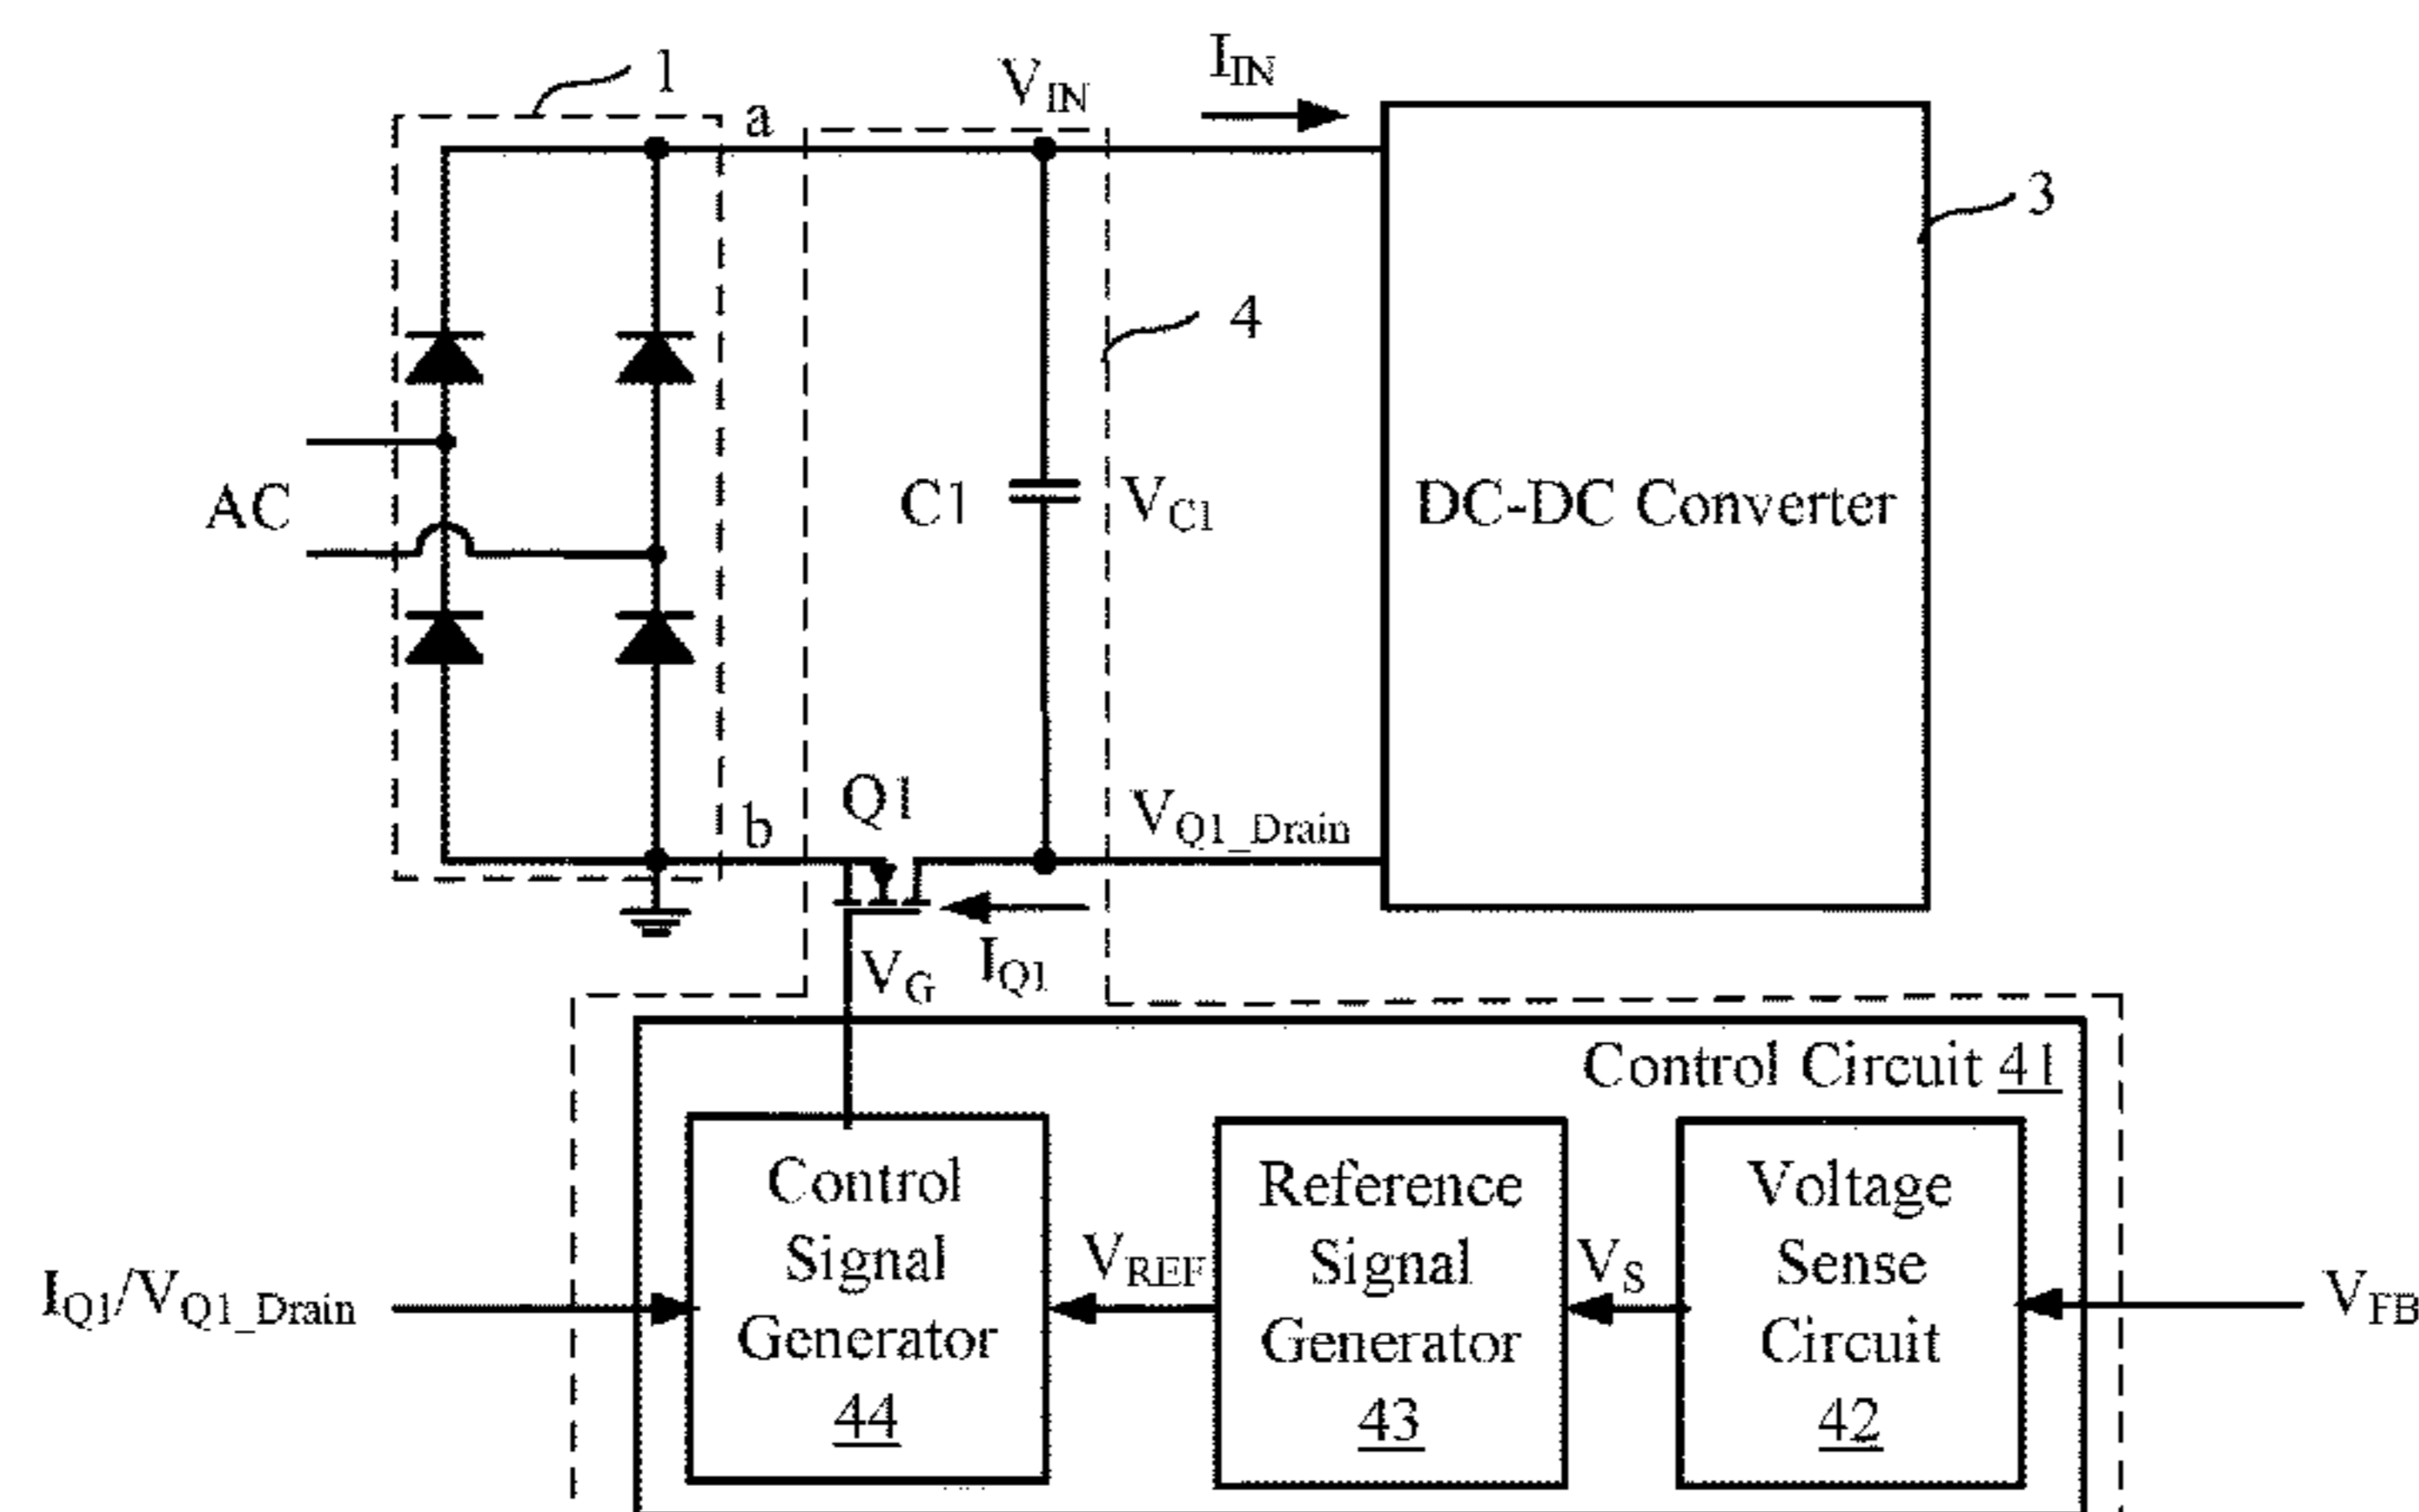 1
a
V_IN
I_IN
3
4
AC
C1
V_C1
DC-DC Converter
Q1
b
V_Q1_Drain
V_G
I_Q1
Control Circuit 41
Control
Signal
Generator
44
V_REF
Reference
Signal
Generator
43
V_S
Voltage
Sense
Circuit
42
I_Q1/V_Q1_Drain
V_FB